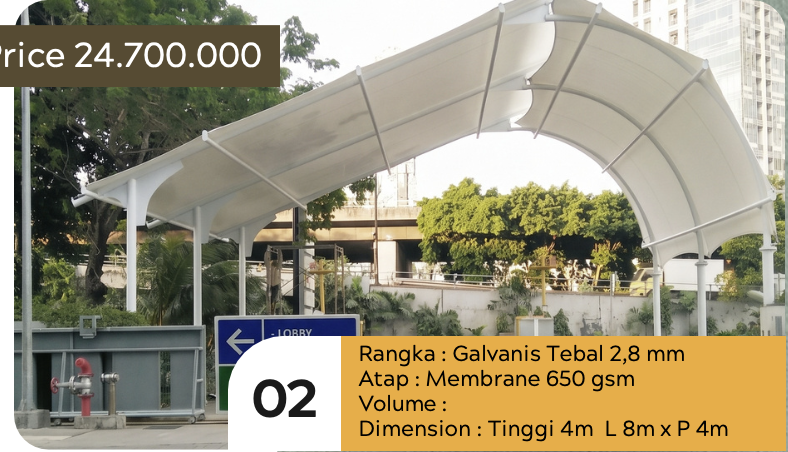 Price 24.700.000
- LOBBY
02
Rangka : Galvanis Tebal 2,8 mm
Atap : Membrane 650 gsm
Volume :
Dimension : Tinggi 4m L 8m x P 4m